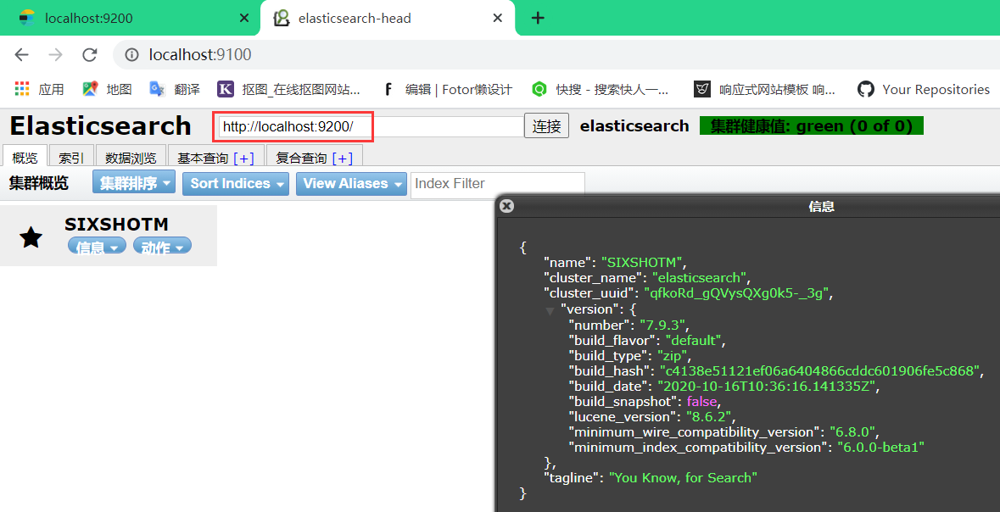 localhost:9200
elasticsearch-head
localhost:9100
应用 地图 翻译 抠图_在线抠图网站... 编辑 | Fotor懒设计 快搜 - 搜索快人一... 响应式网站模板 响... Your Repositories
Elasticsearch http://localhost:9200/ 连接 elasticsearch 集群健康值: green (0 of 0)
概览 索引 数据浏览 基本查询 [+] 复合查询 [+]
集群概览 集群排序 Sort Indices View Aliases Index Filter
SIXSHOTM
信息 动作
信息
{
"name": "SIXSHOTM",
"cluster_name": "elasticsearch",
"cluster_uuid": "qfkoRd_gQVysQXg0k5-_3g",
"version": {
"number": "7.9.3",
"build_flavor": "default",
"build_type": "zip",
"build_hash": "c4138e51121ef06a6404866cddc601906fe5c868",
"build_date": "2020-10-16T10:36:16.141335Z",
"build_snapshot": false,
"lucene_version": "8.6.2",
"minimum_wire_compatibility_version": "6.8.0",
"minimum_index_compatibility_version": "6.0.0-beta1"
},
"tagline": "You Know, for Search"
}